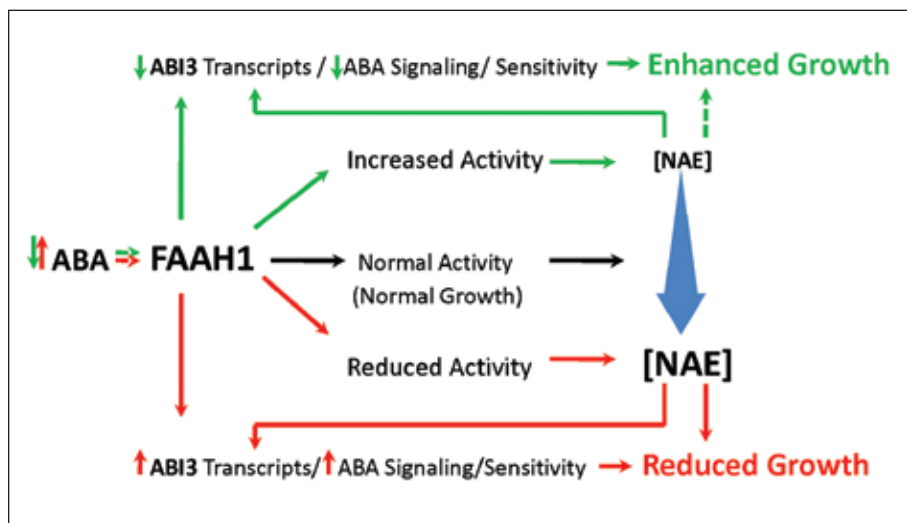 ABI3 Transcripts / ABA Signaling/ Sensitivity Enhanced Growth
Increased Activity [NAE]
ABA FAAH1 Normal Activity
(Normal Growth)
Reduced Activity [NAE]
ABI3 Transcripts/ ABA Signaling/Sensitivity Reduced Growth